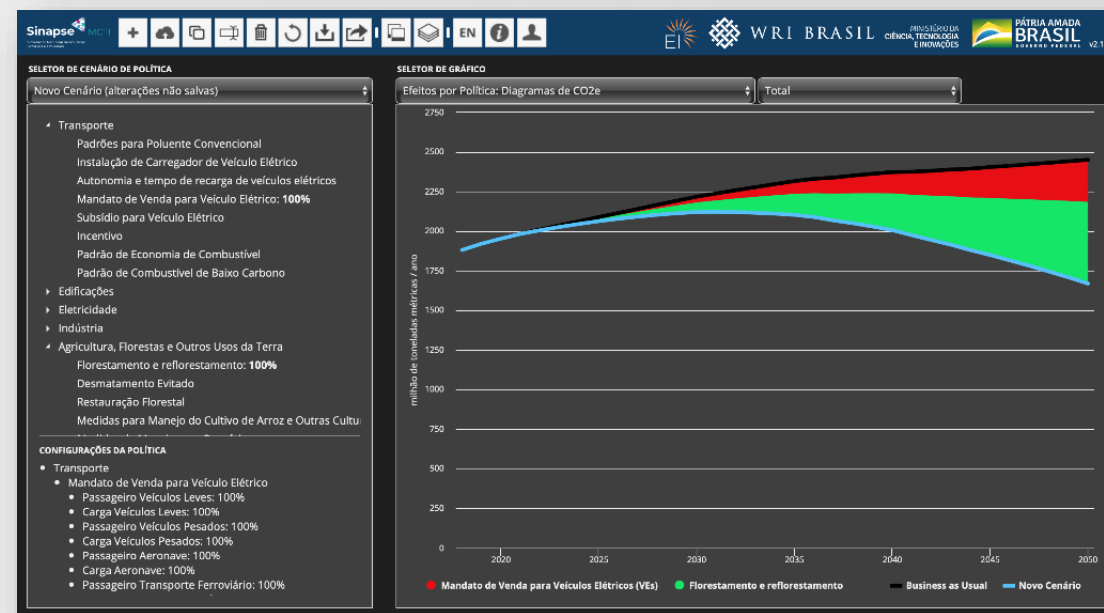 Sinapse MCTI
EN
EI
WRI BRASIL
MINISTÉRIO DA
CIÊNCIA, TECNOLOGIA
E INOVAÇÕES
PÁTRIA AMADA
BRASIL
GOVERNO FEDERAL
v2.1
SELETOR DE CENÁRIO DE POLÍTICA
Novo Cenário (alterações não salvas)
Transporte
Padrões para Poluente Convencional
Instalação de Carregador de Veículo Elétrico
Autonomia e tempo de recarga de veículos elétricos
Mandato de Venda para Veículo Elétrico: 100%
Subsídio para Veículo Elétrico
Incentivo
Padrão de Economia de Combustível
Padrão de Combustível de Baixo Carbono
Edificações
Eletricidade
Indústria
Agricultura, Florestas e Outros Usos da Terra
Florestamento e reflorestamento: 100%
Desmatamento Evitado
Restauração Florestal
Medidas para Manejo do Cultivo de Arroz e Outras Cultu
CONFIGURAÇÕES DA POLÍTICA
Transporte
Mandato de Venda para Veículo Elétrico
Passageiro Veículos Leves: 100%
Carga Veículos Leves: 100%
Passageiro Veículos Pesados: 100%
Carga Veículos Pesados: 100%
Passageiro Aeronave: 100%
Carga Aeronave: 100%
Passageiro Transporte Ferroviário: 100%
SELETOR DE GRÁFICO
Efeitos por Política: Diagramas de CO2e
Total
milhão de toneladas métricas / ano
2750
2500
2250
2000
1750
1500
1250
1000
750
500
250
0
2020
2025
2030
2035
2040
2045
2050
Mandato de Venda para Veículos Elétricos (VEs)
Florestamento e reflorestamento
Business as Usual
Novo Cenário